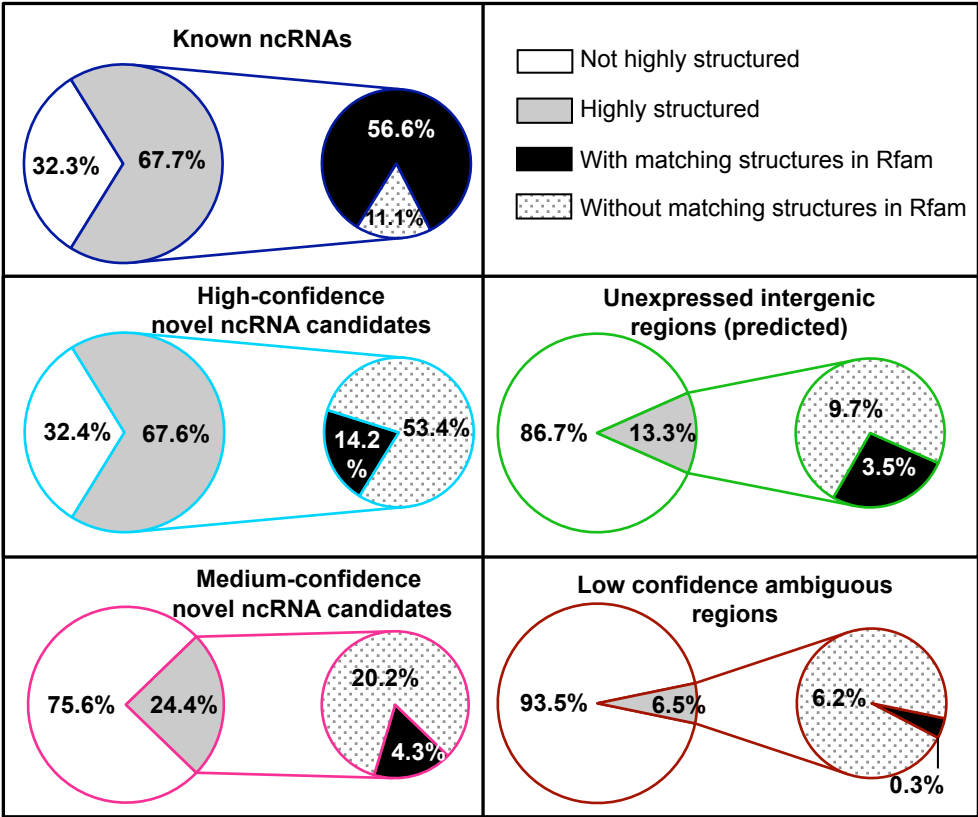 Known ncRNAs
32.3%
67.7%
56.6%
11.1%
Not highly structured
Highly structured
With matching structures in Rfam
Without matching structures in Rfam
High-confidence
novel ncRNA candidates
32.4%
67.6%
14.2
%
53.4%
Unexpressed intergenic
regions (predicted)
86.7%
13.3%
9.7%
3.5%
Medium-confidence
novel ncRNA candidates
75.6%
24.4%
20.2%
4.3%
Low confidence ambiguous
regions
93.5%
6.5%
6.2%
0.3%